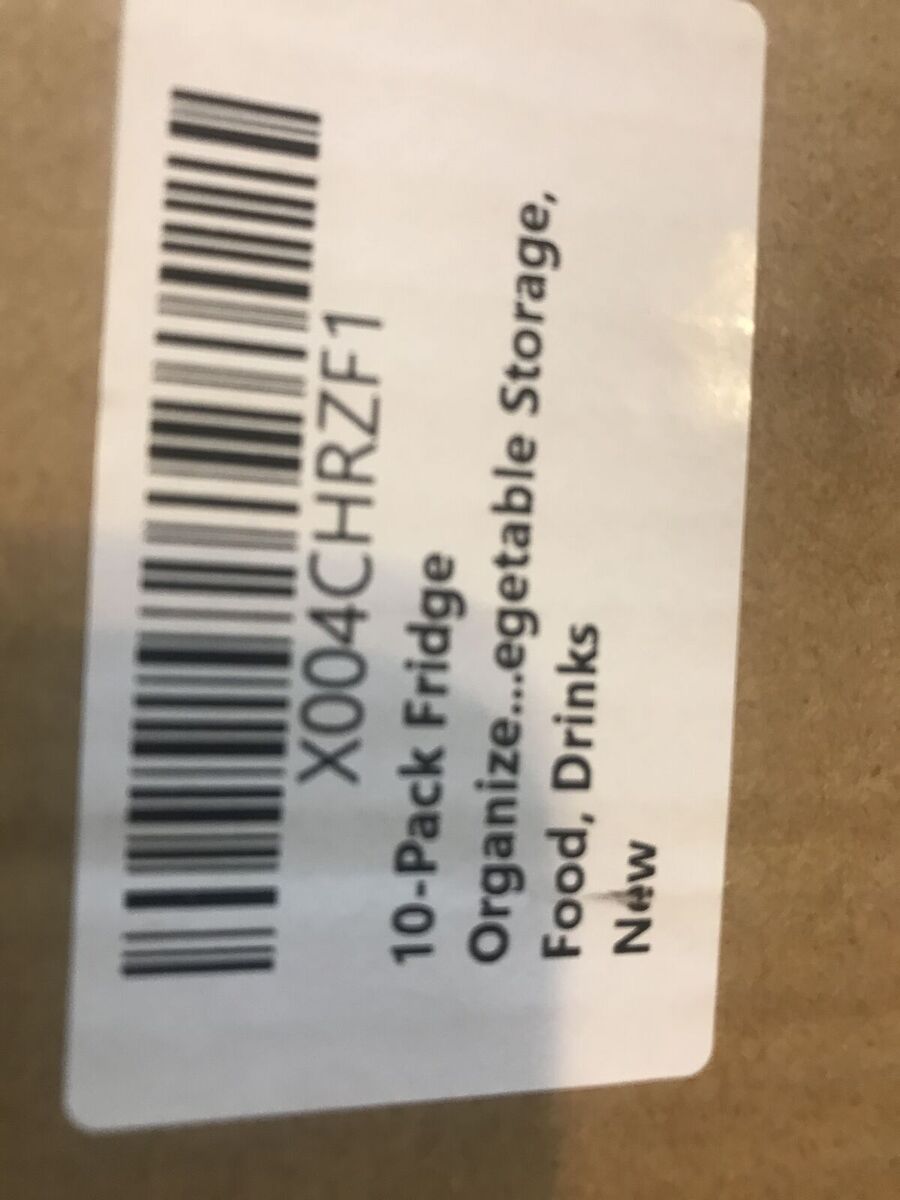 X004CHRZF1
10-Pack Fridge
Organize...egetable Storage,
Food, Drinks
New